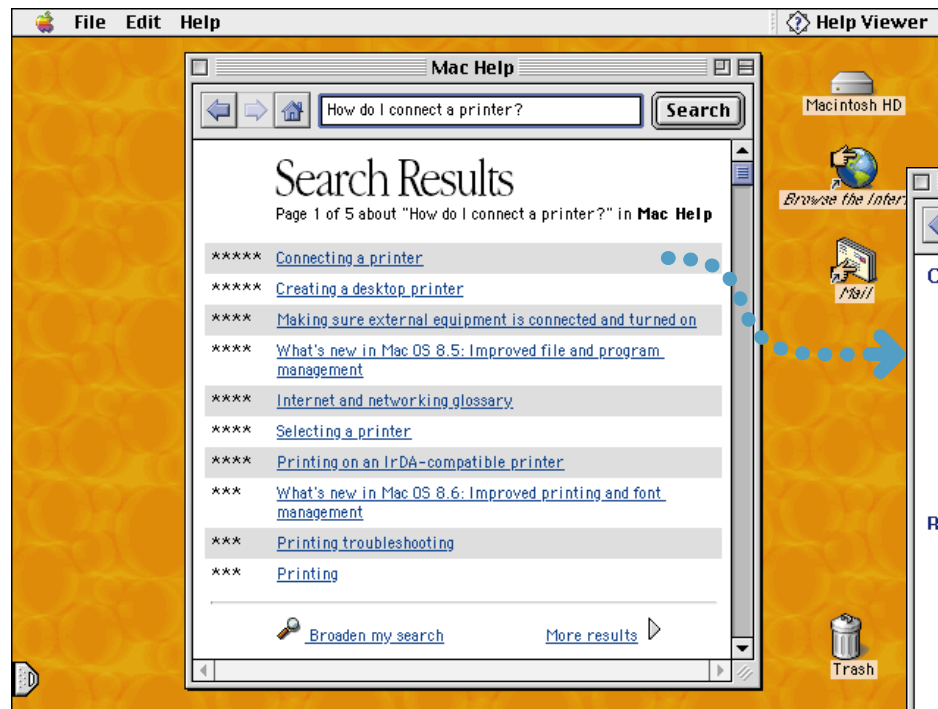 File Edit Help
Help Viewer
Mac Help
How do I connect a printer?
Search
Search Results
Page 1 of 5 about "How do I connect a printer?" in Mac Help
***** Connecting a printer
***** Creating a desktop printer
**** Making sure external equipment is connected and turned on
**** What's new in Mac OS 8.5: Improved file and program
management
**** Internet and networking glossary
**** Selecting a printer
**** Printing on an IrDA-compatible printer
*** What's new in Mac OS 8.6: Improved printing and font
management
*** Printing troubleshooting
*** Printing
Broaden my search
More results
Macintosh HD
Browse the Inter
Mail
Trash